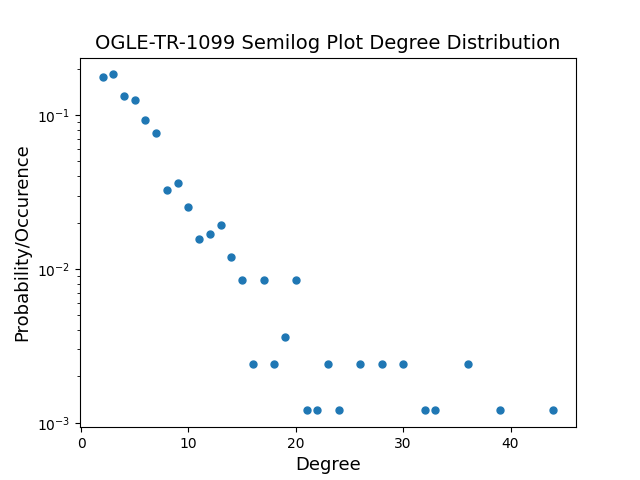 OGLE-TR-1099 Semilog Plot Degree Distribution
Probability/Occurence
10⁻¹
10⁻²
10⁻³
0 10 20 30 40
Degree